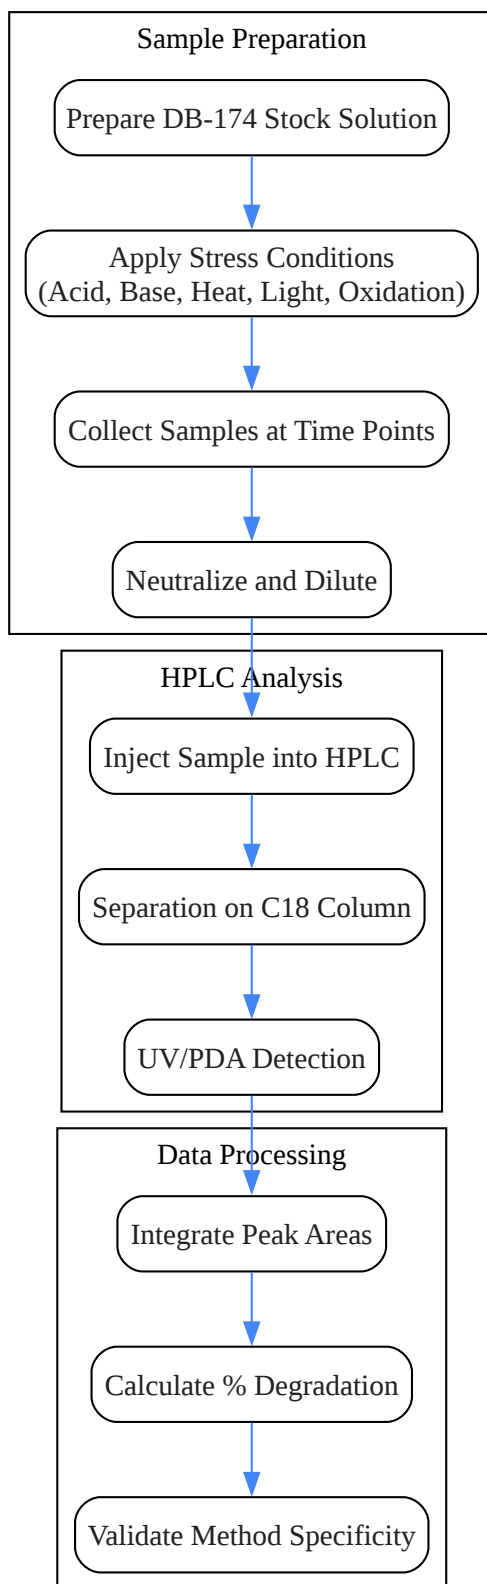 Sample Preparation
Prepare DB-174 Stock Solution
Apply Stress Conditions
(Acid, Base, Heat, Light, Oxidation)
Collect Samples at Time Points
Neutralize and Dilute
HPLC Analysis
Inject Sample into HPLC
Separation on C18 Column
UV/PDA Detection
Data Processing
Integrate Peak Areas
Calculate % Degradation
Validate Method Specificity